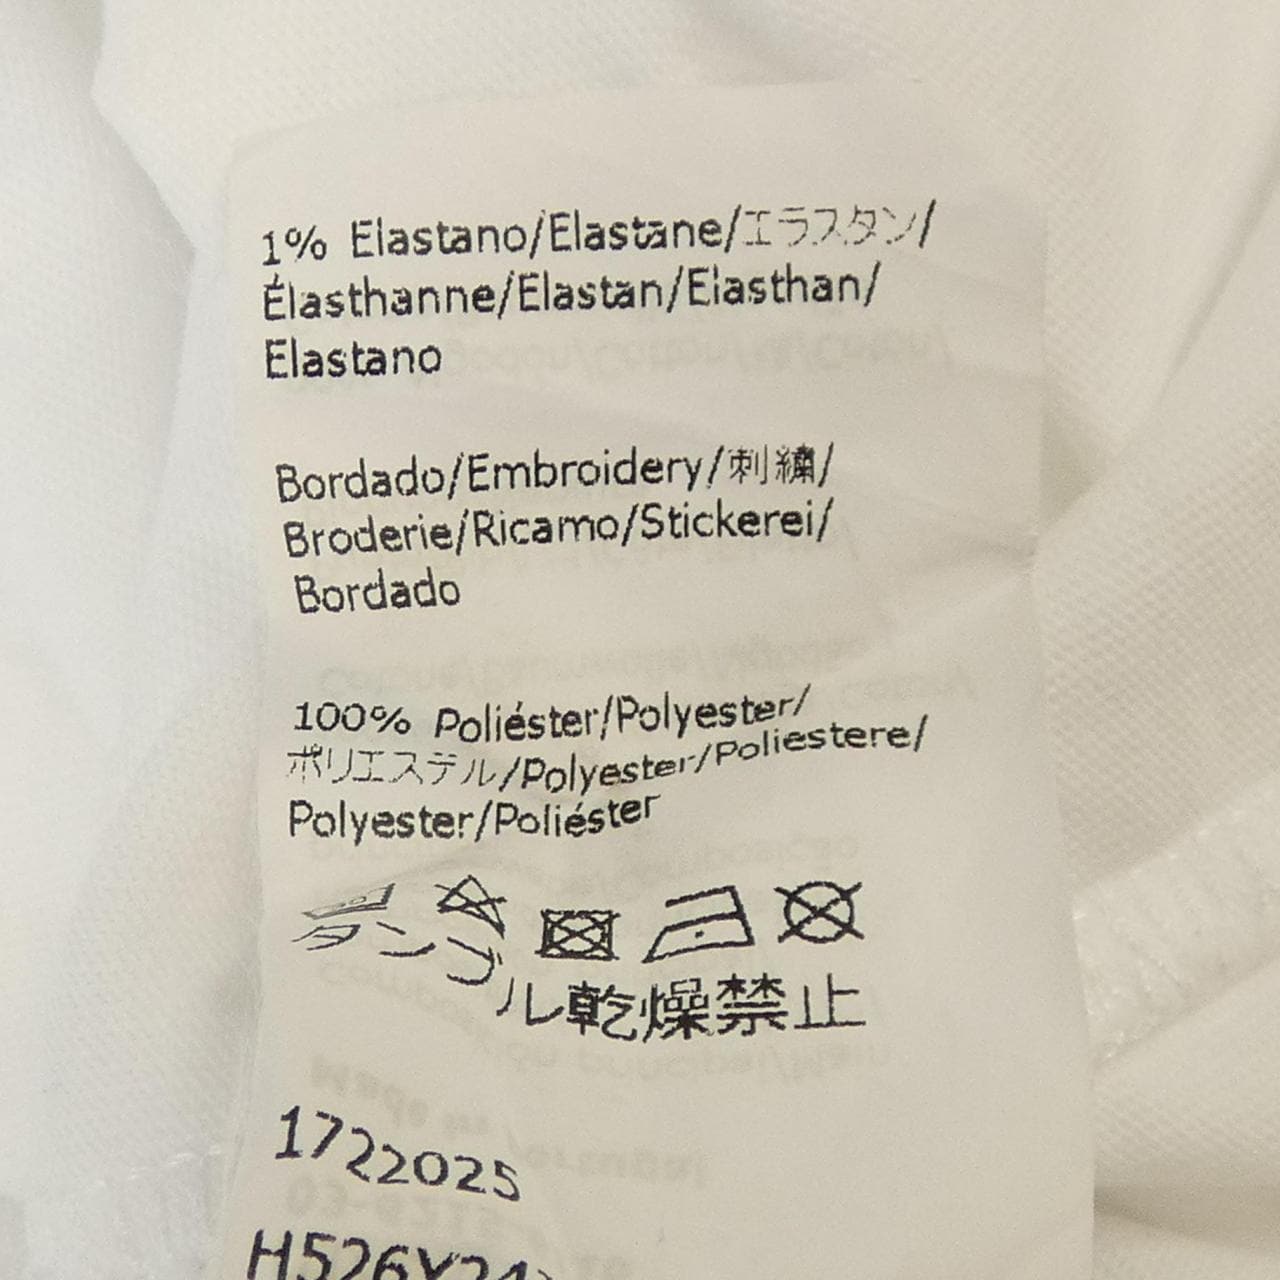 1% Elastano/Elastane/エラスタン/
Élasthanne/Elastan/Elasthan/
Elastano
Bordado/Embroidery/刺繍/
Broderie/Ricamo/Stickerei/
Bordado
100% Poliéster/Polyester/
ポリエステル/Polyester/Poliestere/
Polyester/Poliéster
タンブル乾燥禁止
1722025